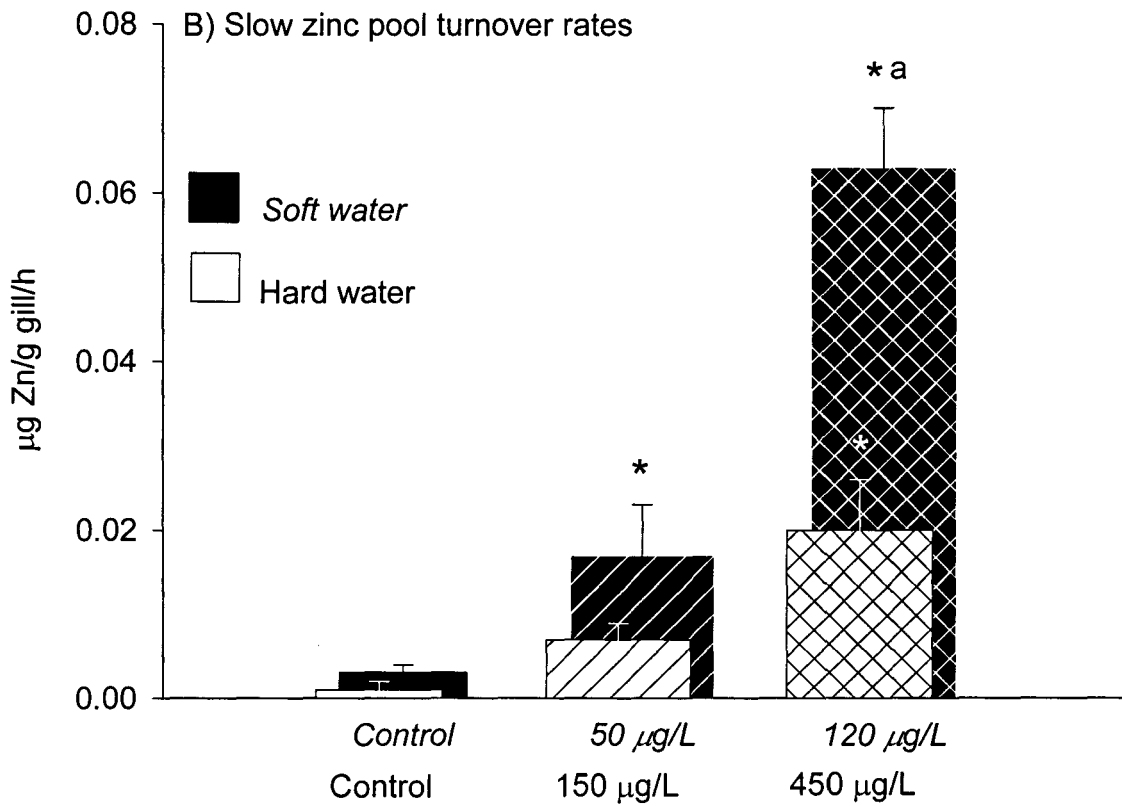 B) Slow zinc pool turnover rates
0.08
0.06
0.04
0.02
0.00
µg Zn/g gill/h
Soft water
Hard water
* a
*
*
Control 50 µg/L 120 µg/L
Control 150 µg/L 450 µg/L